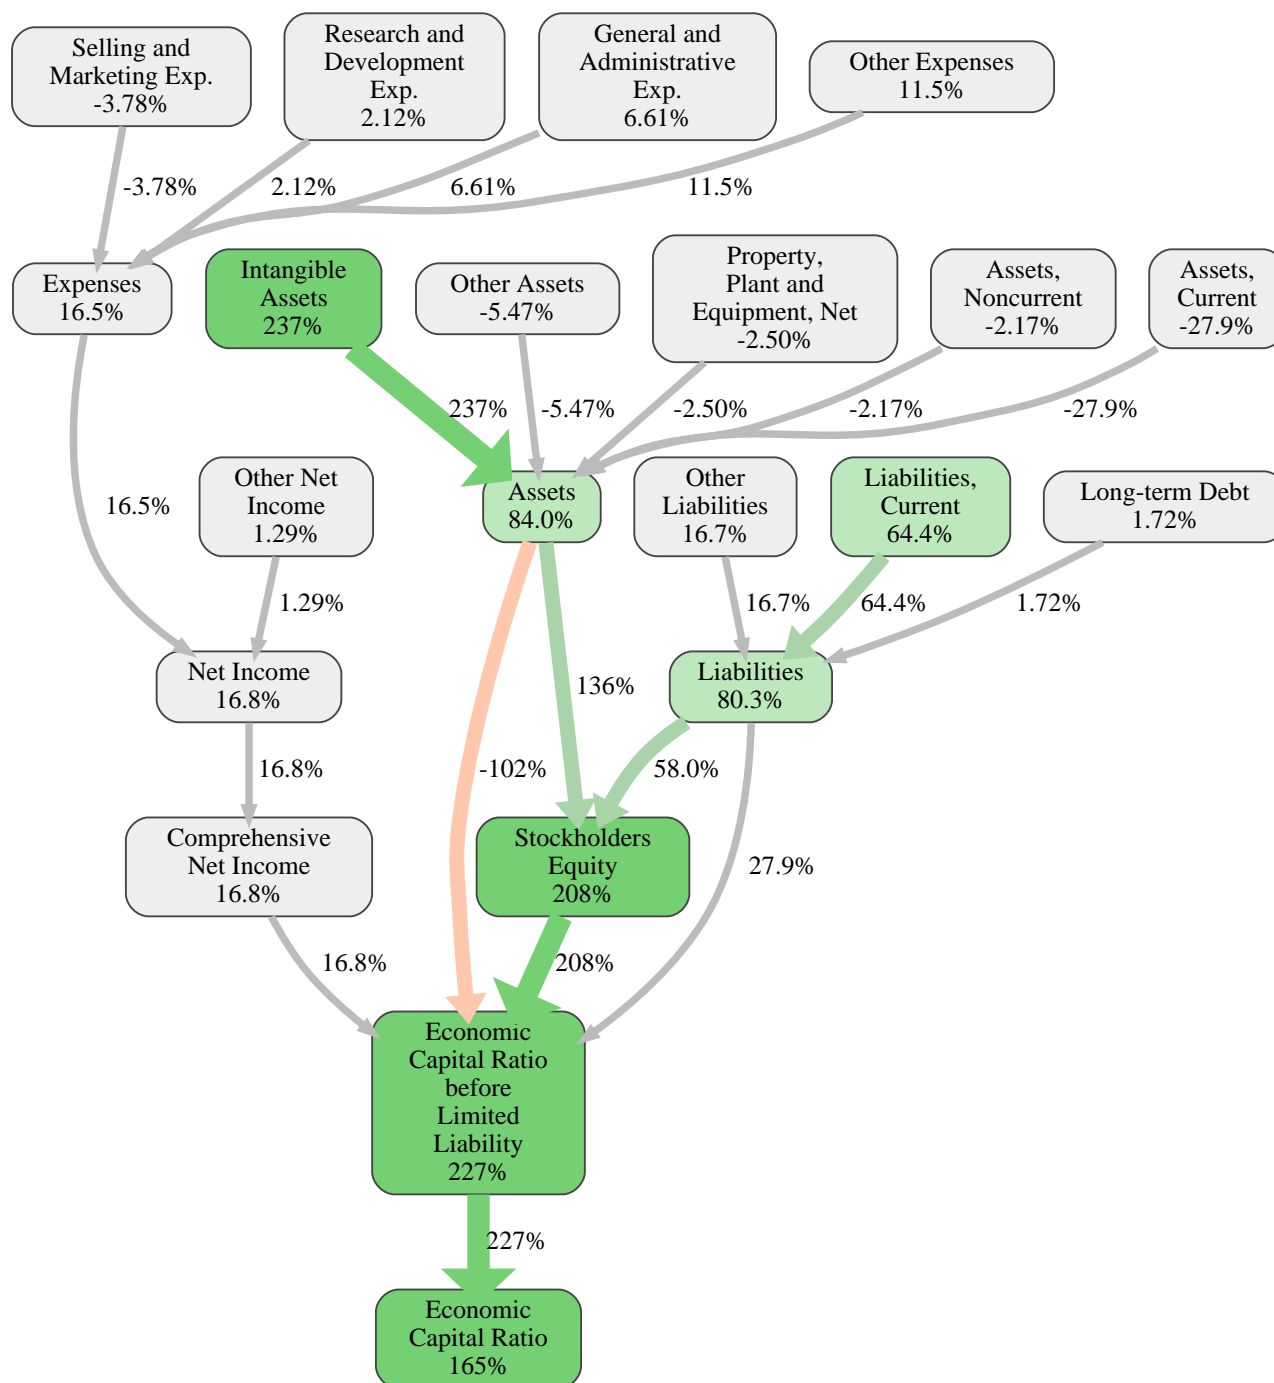 Selling and
Marketing Exp.
-3.78%
Research and
Development
Exp.
2.12%
General and
Administrative
Exp.
6.61%
Other Expenses
11.5%
-3.78%
2.12%
6.61%
11.5%
Expenses
16.5%
Intangible
Assets
237%
Other Assets
-5.47%
Property,
Plant and
Equipment, Net
-2.50%
Assets,
Noncurrent
-2.17%
Assets,
Current
-27.9%
237%
-5.47%
-2.50%
-2.17%
-27.9%
16.5%
Other Net
Income
1.29%
Assets
84.0%
Other
Liabilities
16.7%
Liabilities,
Current
64.4%
Long-term Debt
1.72%
1.29%
16.7%
64.4%
1.72%
Net Income
16.8%
136%
Liabilities
80.3%
16.8%
-102%
58.0%
Comprehensive
Net Income
16.8%
Stockholders
Equity
208%
27.9%
16.8%
208%
Economic
Capital Ratio
before
Limited
Liability
227%
227%
Economic
Capital Ratio
165%